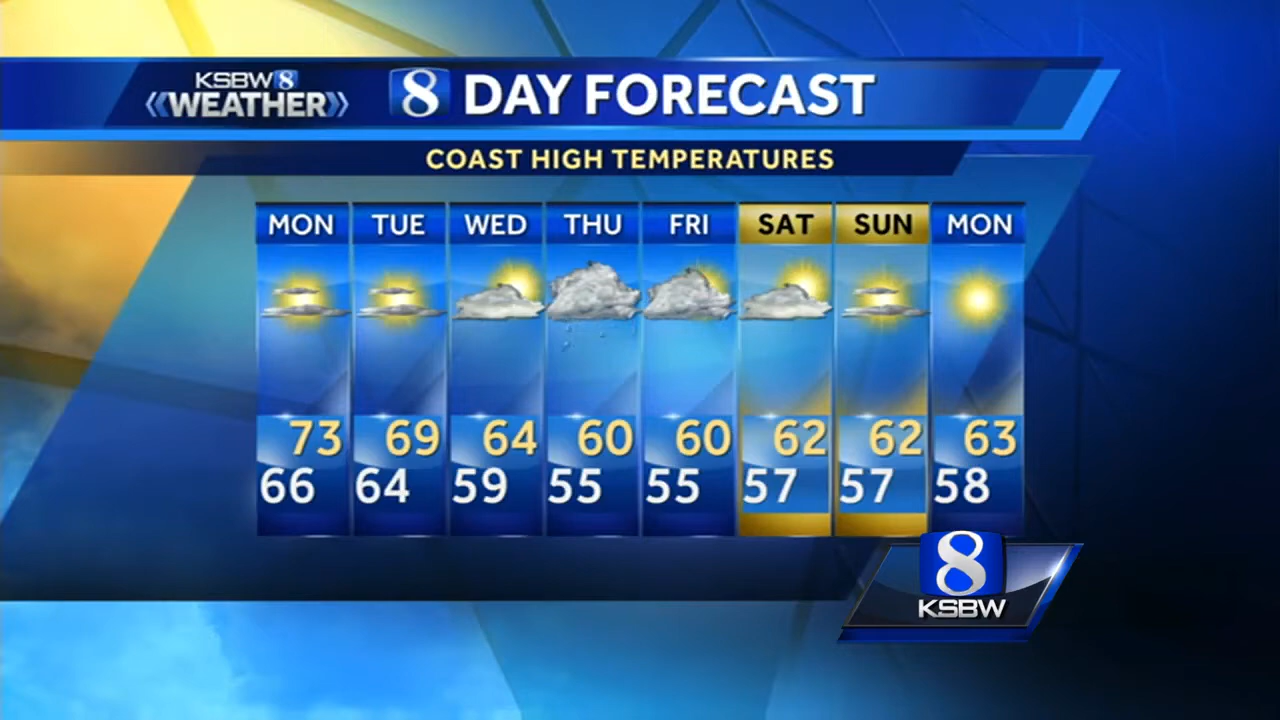 KSBW 8
WEATHER
8 DAY FORECAST
COAST HIGH TEMPERATURES
MON TUE WED THU FRI SAT SUN MON
73 69 64 60 60 62 62 63
66 64 59 55 55 57 57 58
8
KSBW